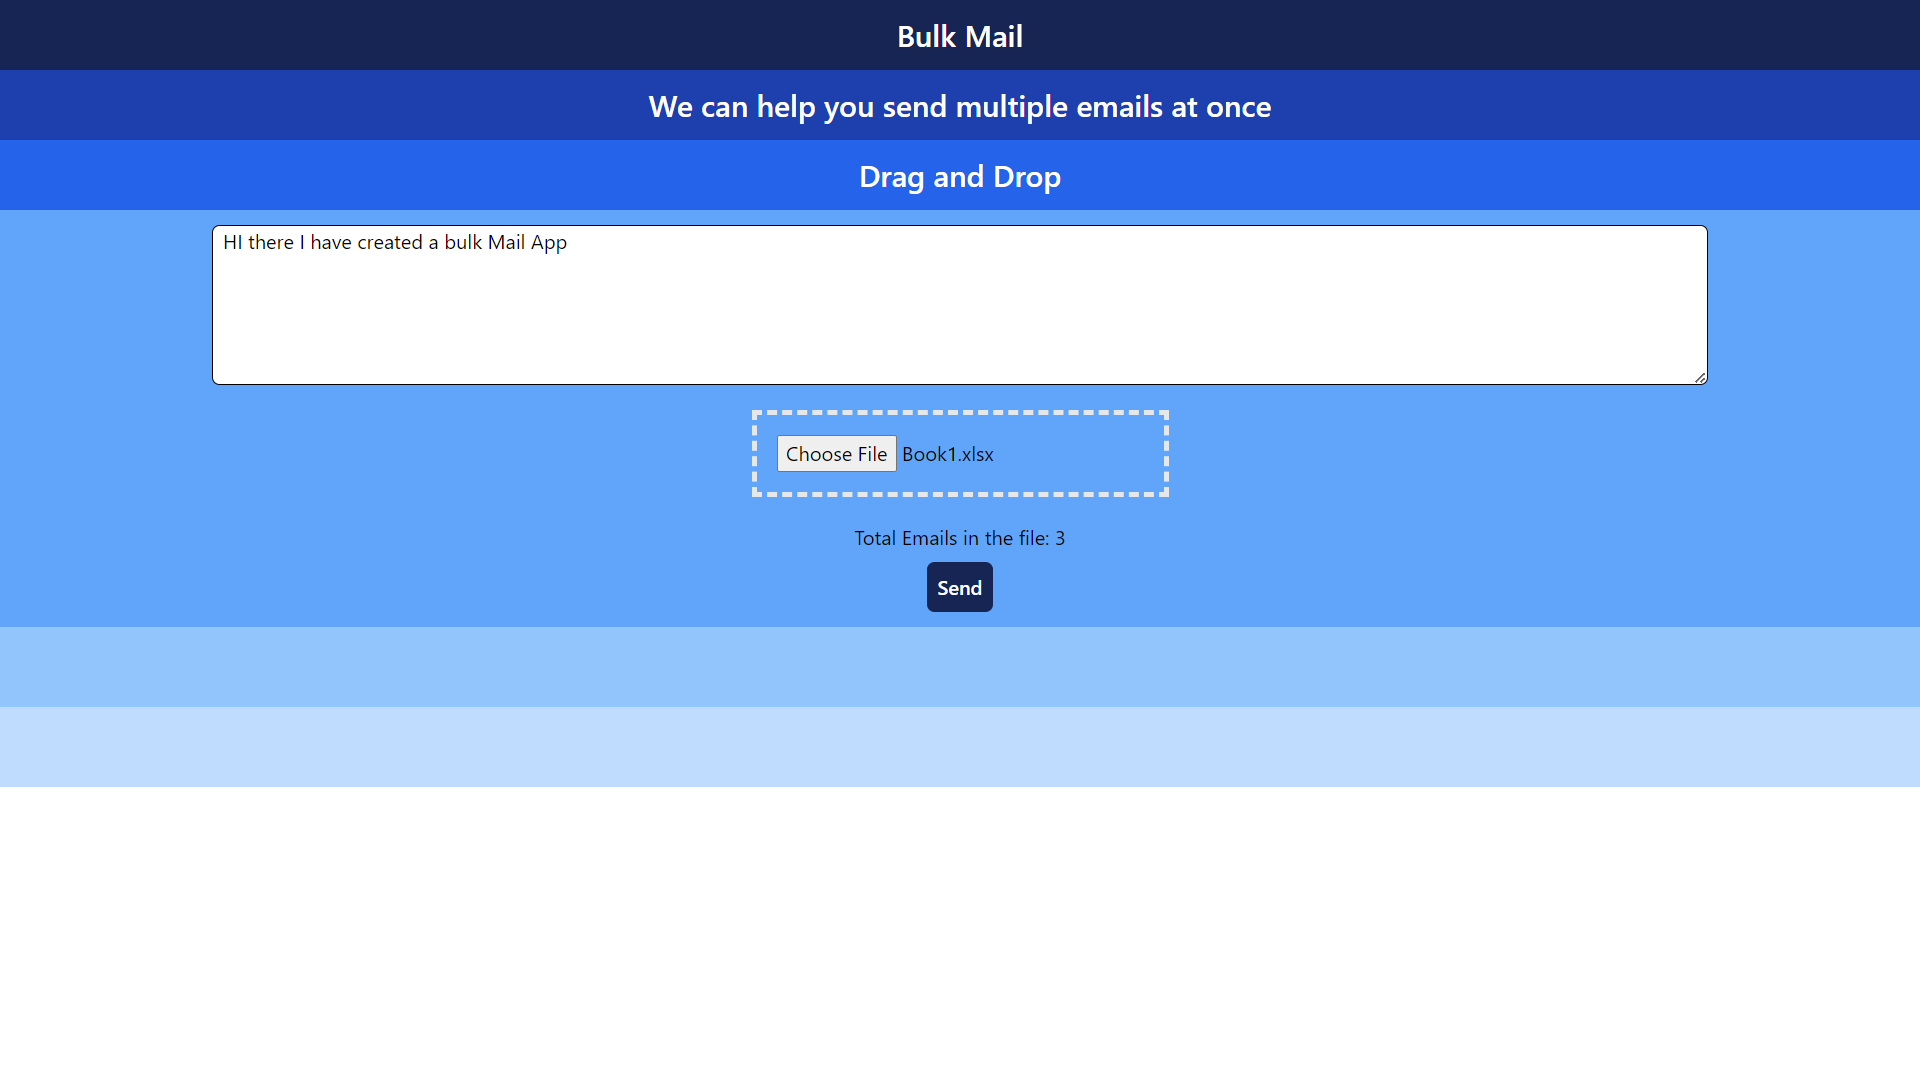 Bulk Mail
We can help you send multiple emails at once
Drag and Drop
HI there I have created a bulk Mail App
Choose File Book1.xlsx
Total Emails in the file: 3
Send